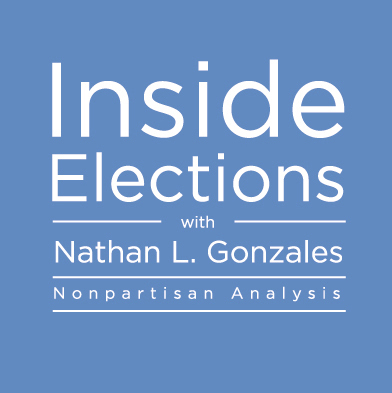 Inside
Elections
with
Nathan L. Gonzales
Nonpartisan Analysis